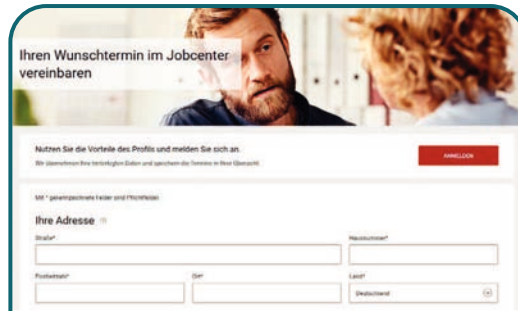 Ihren Wunschtermin im Jobcenter
vereinbaren
Nutzen Sie die Vorteile des Profils und melden Sie sich an.
Wir übernehmen Ihre hinterlegten Daten und speichern die Termine in Ihrer Übersicht.
ANMELDEN
Mit * gekennzeichnete Felder sind Pflichtfelder.
Ihre Adresse
Straße*
Hausnummer*
Postleitzahl*
Ort*
Land*
Deutschland